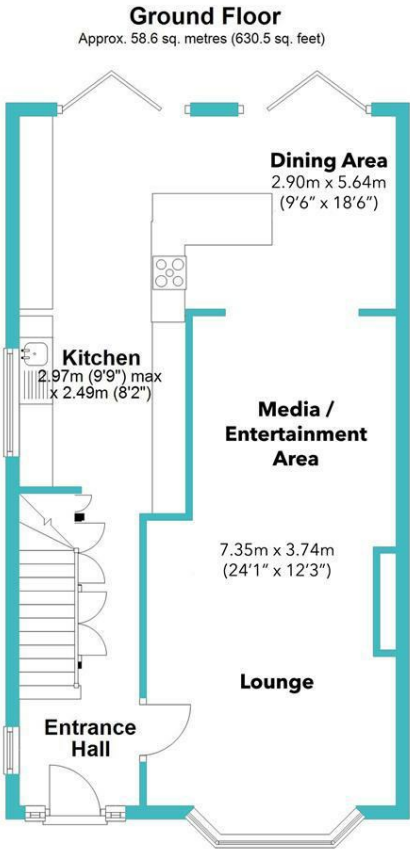 Ground Floor
Approx. 58.6 sq. metres (630.5 sq. feet)
Dining Area
2.90m x 5.64m
(9'6" x 18'6")
Kitchen
2.97m (9'9") max
x 2.49m (8'2")
Media /
Entertainment
Area
7.35m x 3.74m
(24'1" x 12'3")
Lounge
Entrance
Hall